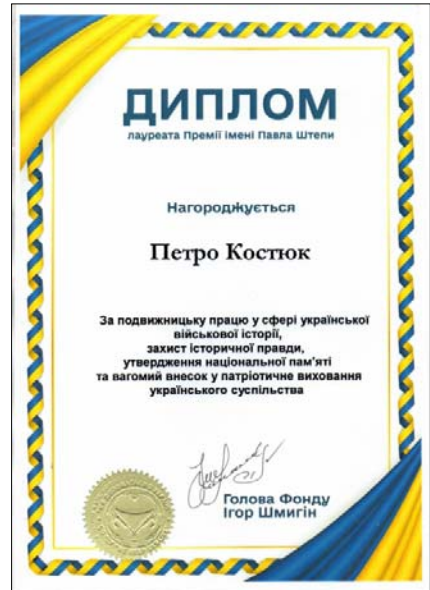 ДИПЛОМ
лауреата Премії імені Павла Штепи
Нагороджується
Петро Костюк
За подвижницьку працю у сфері української
військової історії,
захист історичної правди,
утвердження національної пам'яті
та вагомий внесок у патріотичне виховання
українського суспільства
Голова Фонду
Ігор Шмигін